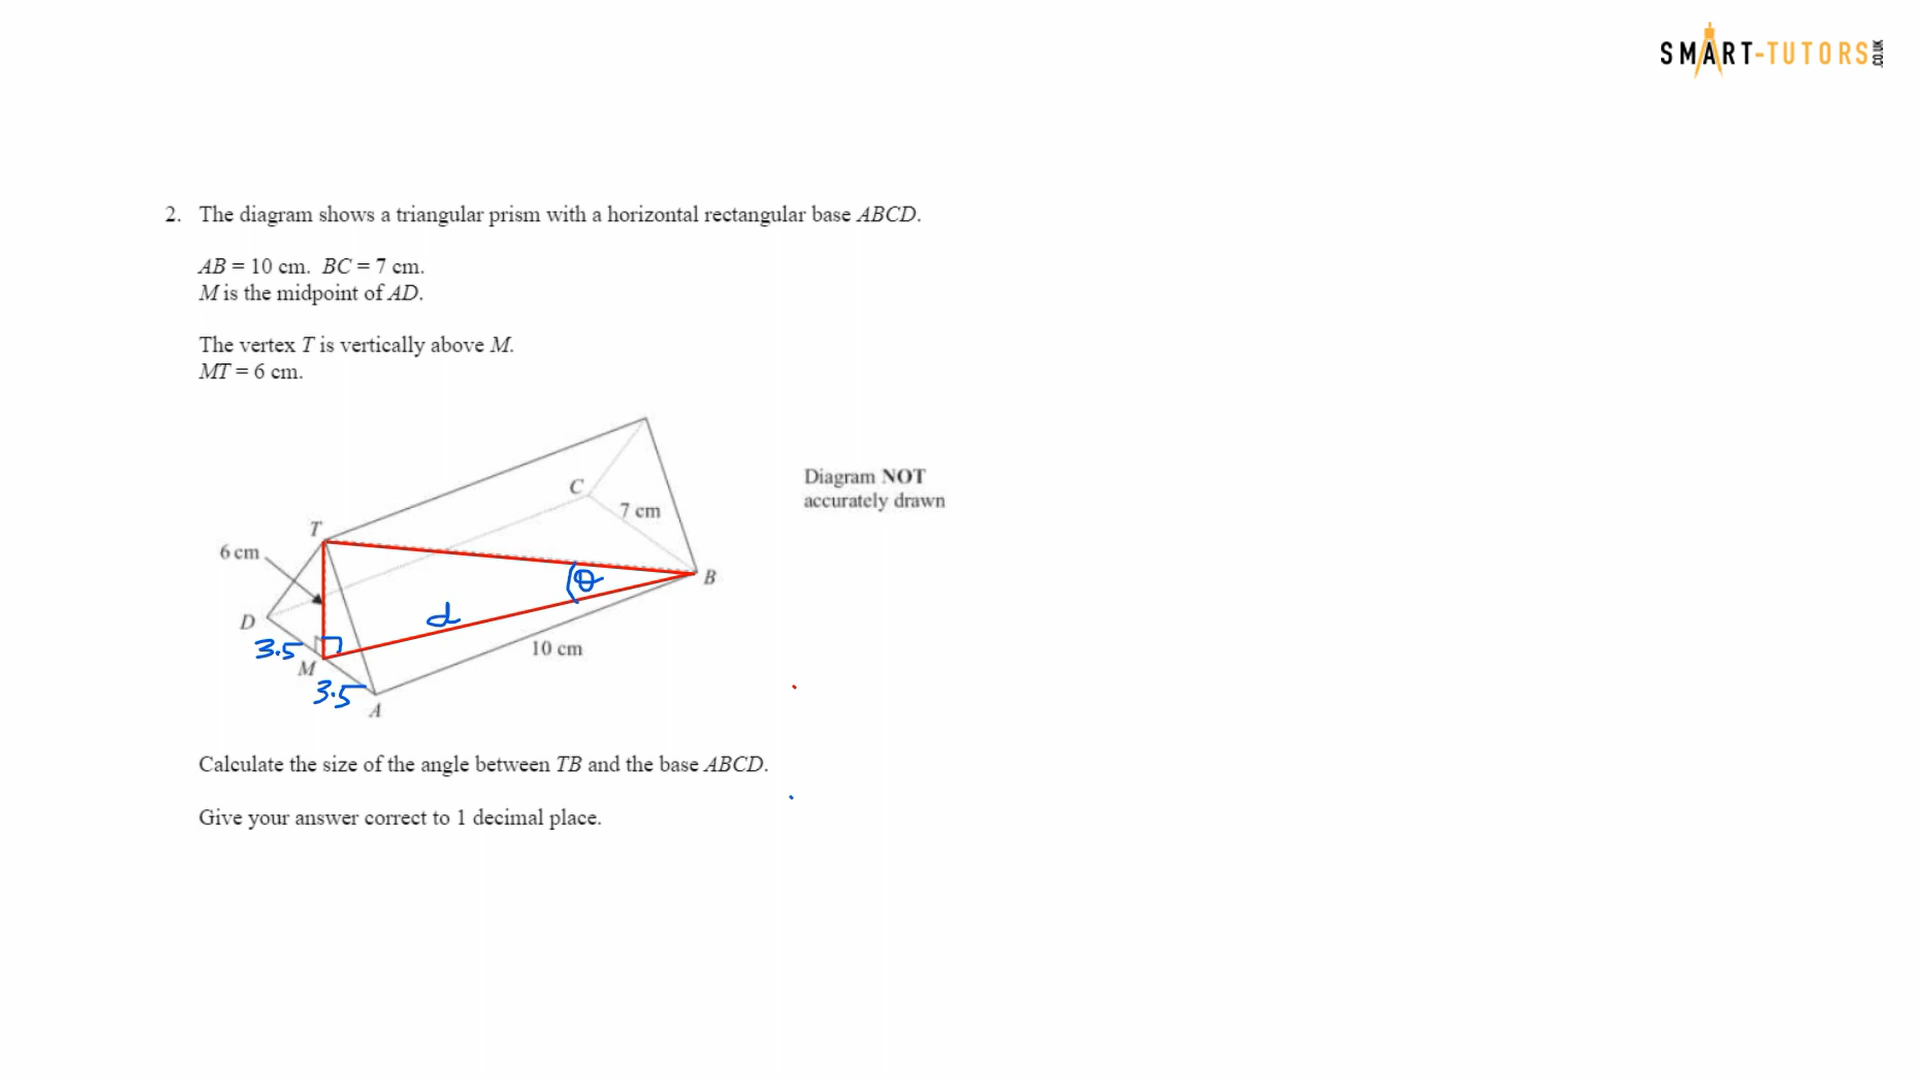 SMART-TUTORS.CO.UK
2. The diagram shows a triangular prism with a horizontal rectangular base ABCD.
AB = 10 cm. BC = 7 cm.
M is the midpoint of AD.
The vertex T is vertically above M.
MT = 6 cm.
C
7 cm
Diagram NOT
accurately drawn
T
6 cm
θ
B
D
d
3.5
10 cm
M
3.5
A
Calculate the size of the angle between TB and the base ABCD.
Give your answer correct to 1 decimal place.